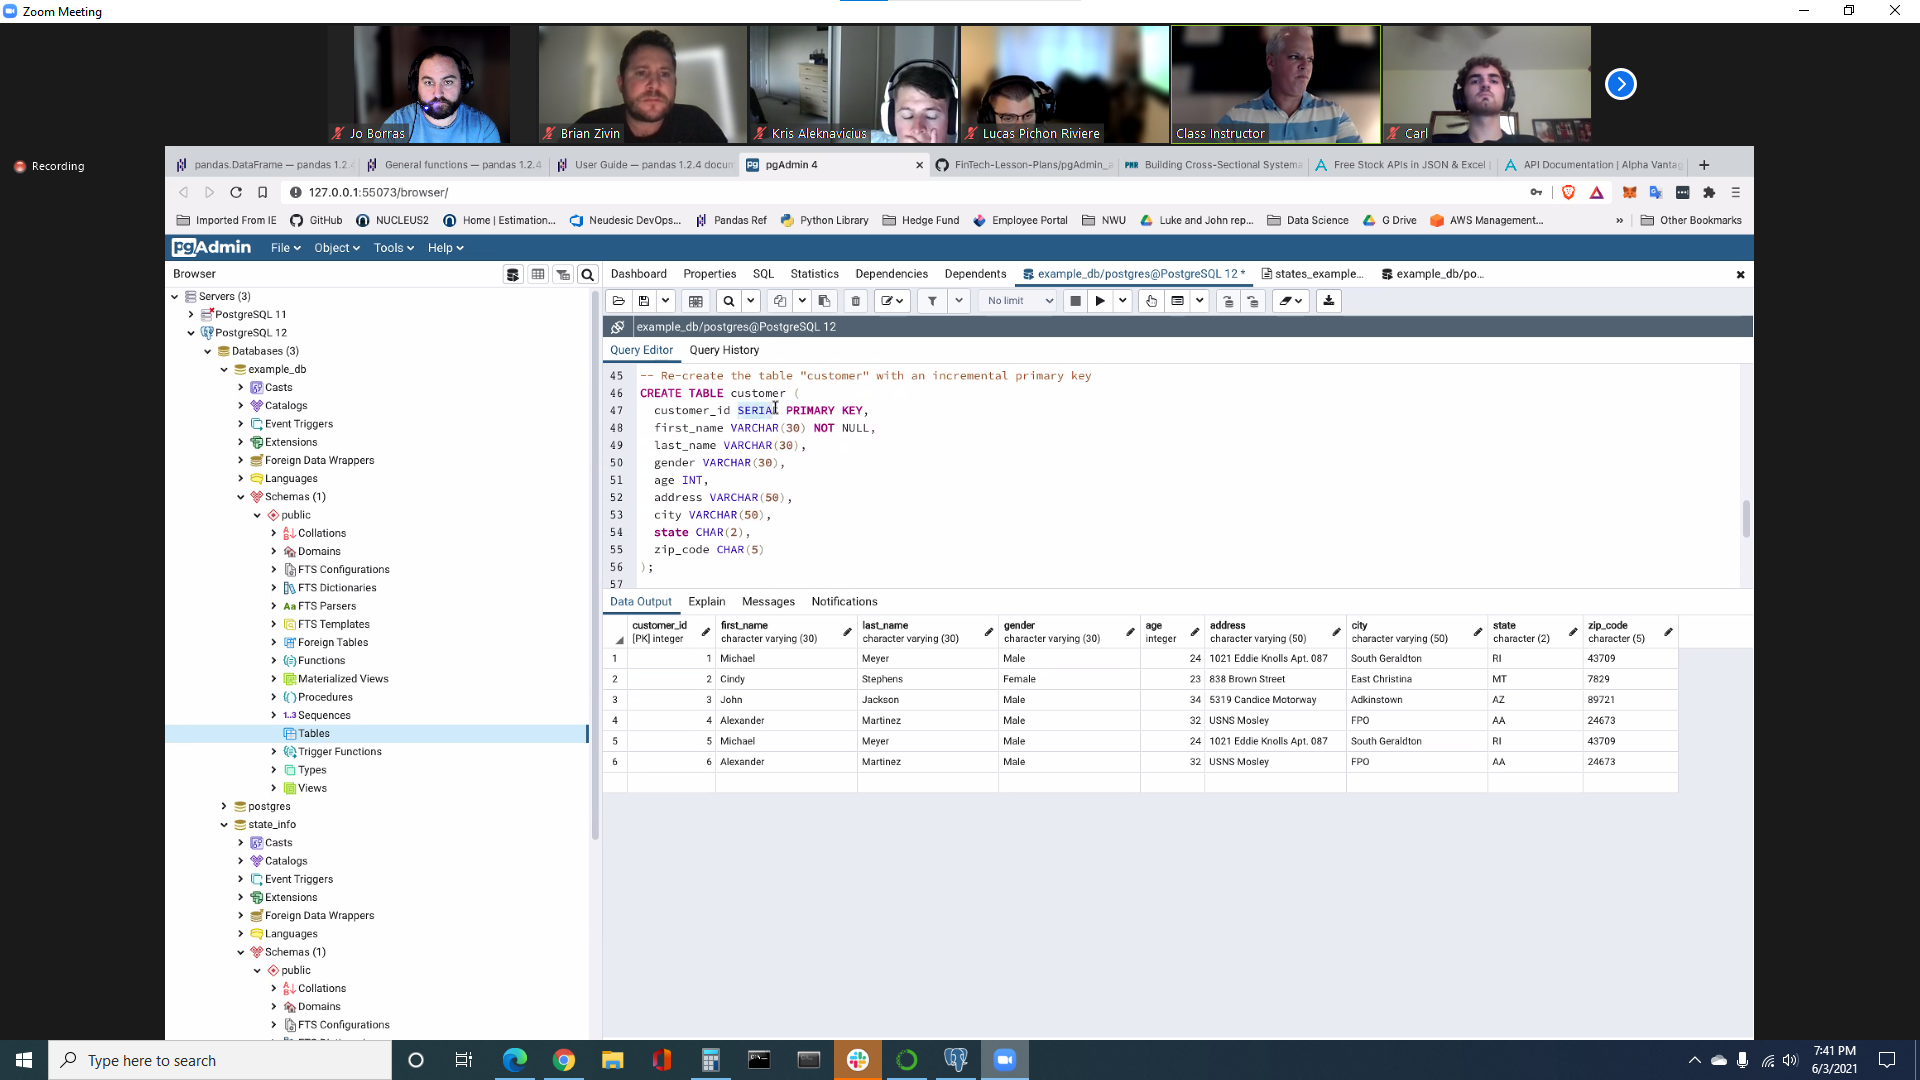 Zoom Meeting
Jo Borras
Brian Zivin
Kris Aleknavicius
Lucas Pichon Riviere
Class Instructor
Carl
Recording
pandas.DataFrame — pandas 1.2.4
General functions — pandas 1.2.4
User Guide — pandas 1.2.4 docum
pgAdmin 4
FinTech-Lesson-Plans/pgAdmin_a
Building Cross-Sectional Systema
Free Stock APIs in JSON & Excel
API Documentation | Alpha Vantag
127.0.0.1:55073/browser/
Imported From IE
GitHub
NUCLEUS2
Home | Estimation...
Neudesic DevOps...
Pandas Ref
Python Library
Hedge Fund
Employee Portal
NWU
Luke and John rep...
Data Science
G Drive
AWS Management...
»
Other Bookmarks
pgAdmin
File
Object
Tools
Help
Browser
Dashboard
Properties
SQL
Statistics
Dependencies
Dependents
example_db/postgres@PostgreSQL 12 *
states_example...
example_db/po...
Servers (3)
PostgreSQL 11
PostgreSQL 12
Databases (3)
example_db
Casts
Catalogs
Event Triggers
Extensions
Foreign Data Wrappers
Languages
Schemas (1)
public
Collations
Domains
FTS Configurations
FTS Dictionaries
FTS Parsers
FTS Templates
Foreign Tables
Functions
Materialized Views
Procedures
Sequences
Tables
Trigger Functions
Types
Views
postgres
state_info
Casts
Catalogs
Event Triggers
Extensions
Foreign Data Wrappers
Languages
Schemas (1)
public
Collations
Domains
FTS Configurations
No limit
example_db/postgres@PostgreSQL 12
Query Editor
Query History
45 -- Re-create the table "customer" with an incremental primary key
46 CREATE TABLE customer (
47 customer_id SERIAL PRIMARY KEY,
48 first_name VARCHAR(30) NOT NULL,
49 last_name VARCHAR(30),
50 gender VARCHAR(30),
51 age INT,
52 address VARCHAR(50),
53 city VARCHAR(50),
54 state CHAR(2),
55 zip_code CHAR(5)
56 );
57
Data Output
Explain
Messages
Notifications
customer_id first_name last_name gender age address city state zip_code
[PK] integer character varying (30) character varying (30) character varying (30) integer character varying (50) character varying (50) character (2) character (5)
1 1 Michael Meyer Male 24 1021 Eddie Knolls Apt. 087 South Geraldton RI 43709
2 2 Cindy Stephens Female 23 838 Brown Street East Christina MT 7829
3 3 John Jackson Male 34 5319 Candice Motorway Adkinstown AZ 89721
4 4 Alexander Martinez Male 32 USNS Mosley FPO AA 24673
5 5 Michael Meyer Male 24 1021 Eddie Knolls Apt. 087 South Geraldton RI 43709
6 6 Alexander Martinez Male 32 USNS Mosley FPO AA 24673
Type here to search
7:41 PM
6/3/2021